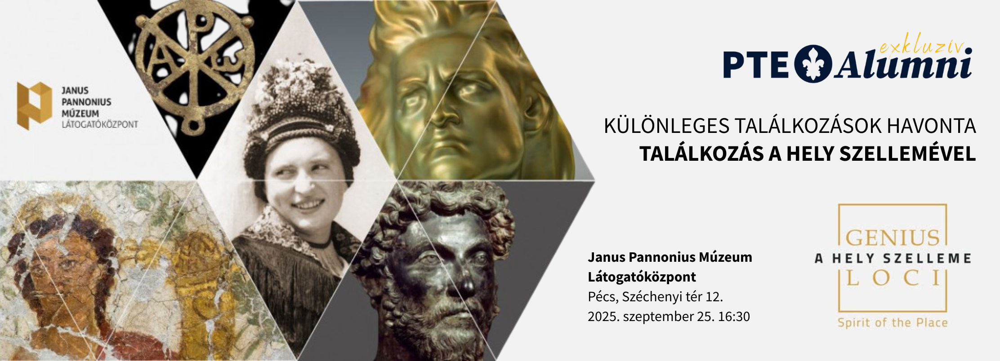 JANUS
PANNONIUS
MÚZEUM
LÁTOGATÓKÖZPONT
P
A ω
exkluzív
PTE Alumni
KÜLÖNLEGES TALÁLKOZÁSOK HAVONTA
TALÁLKOZÁS A HELY SZELLEMÉVEL
Janus Pannonius Múzeum
Látogatóközpont
Pécs, Széchenyi tér 12.
2025. szeptember 25. 16:30
GENIUS
A HELY SZELLEME
LOCI
Spirit of the Place